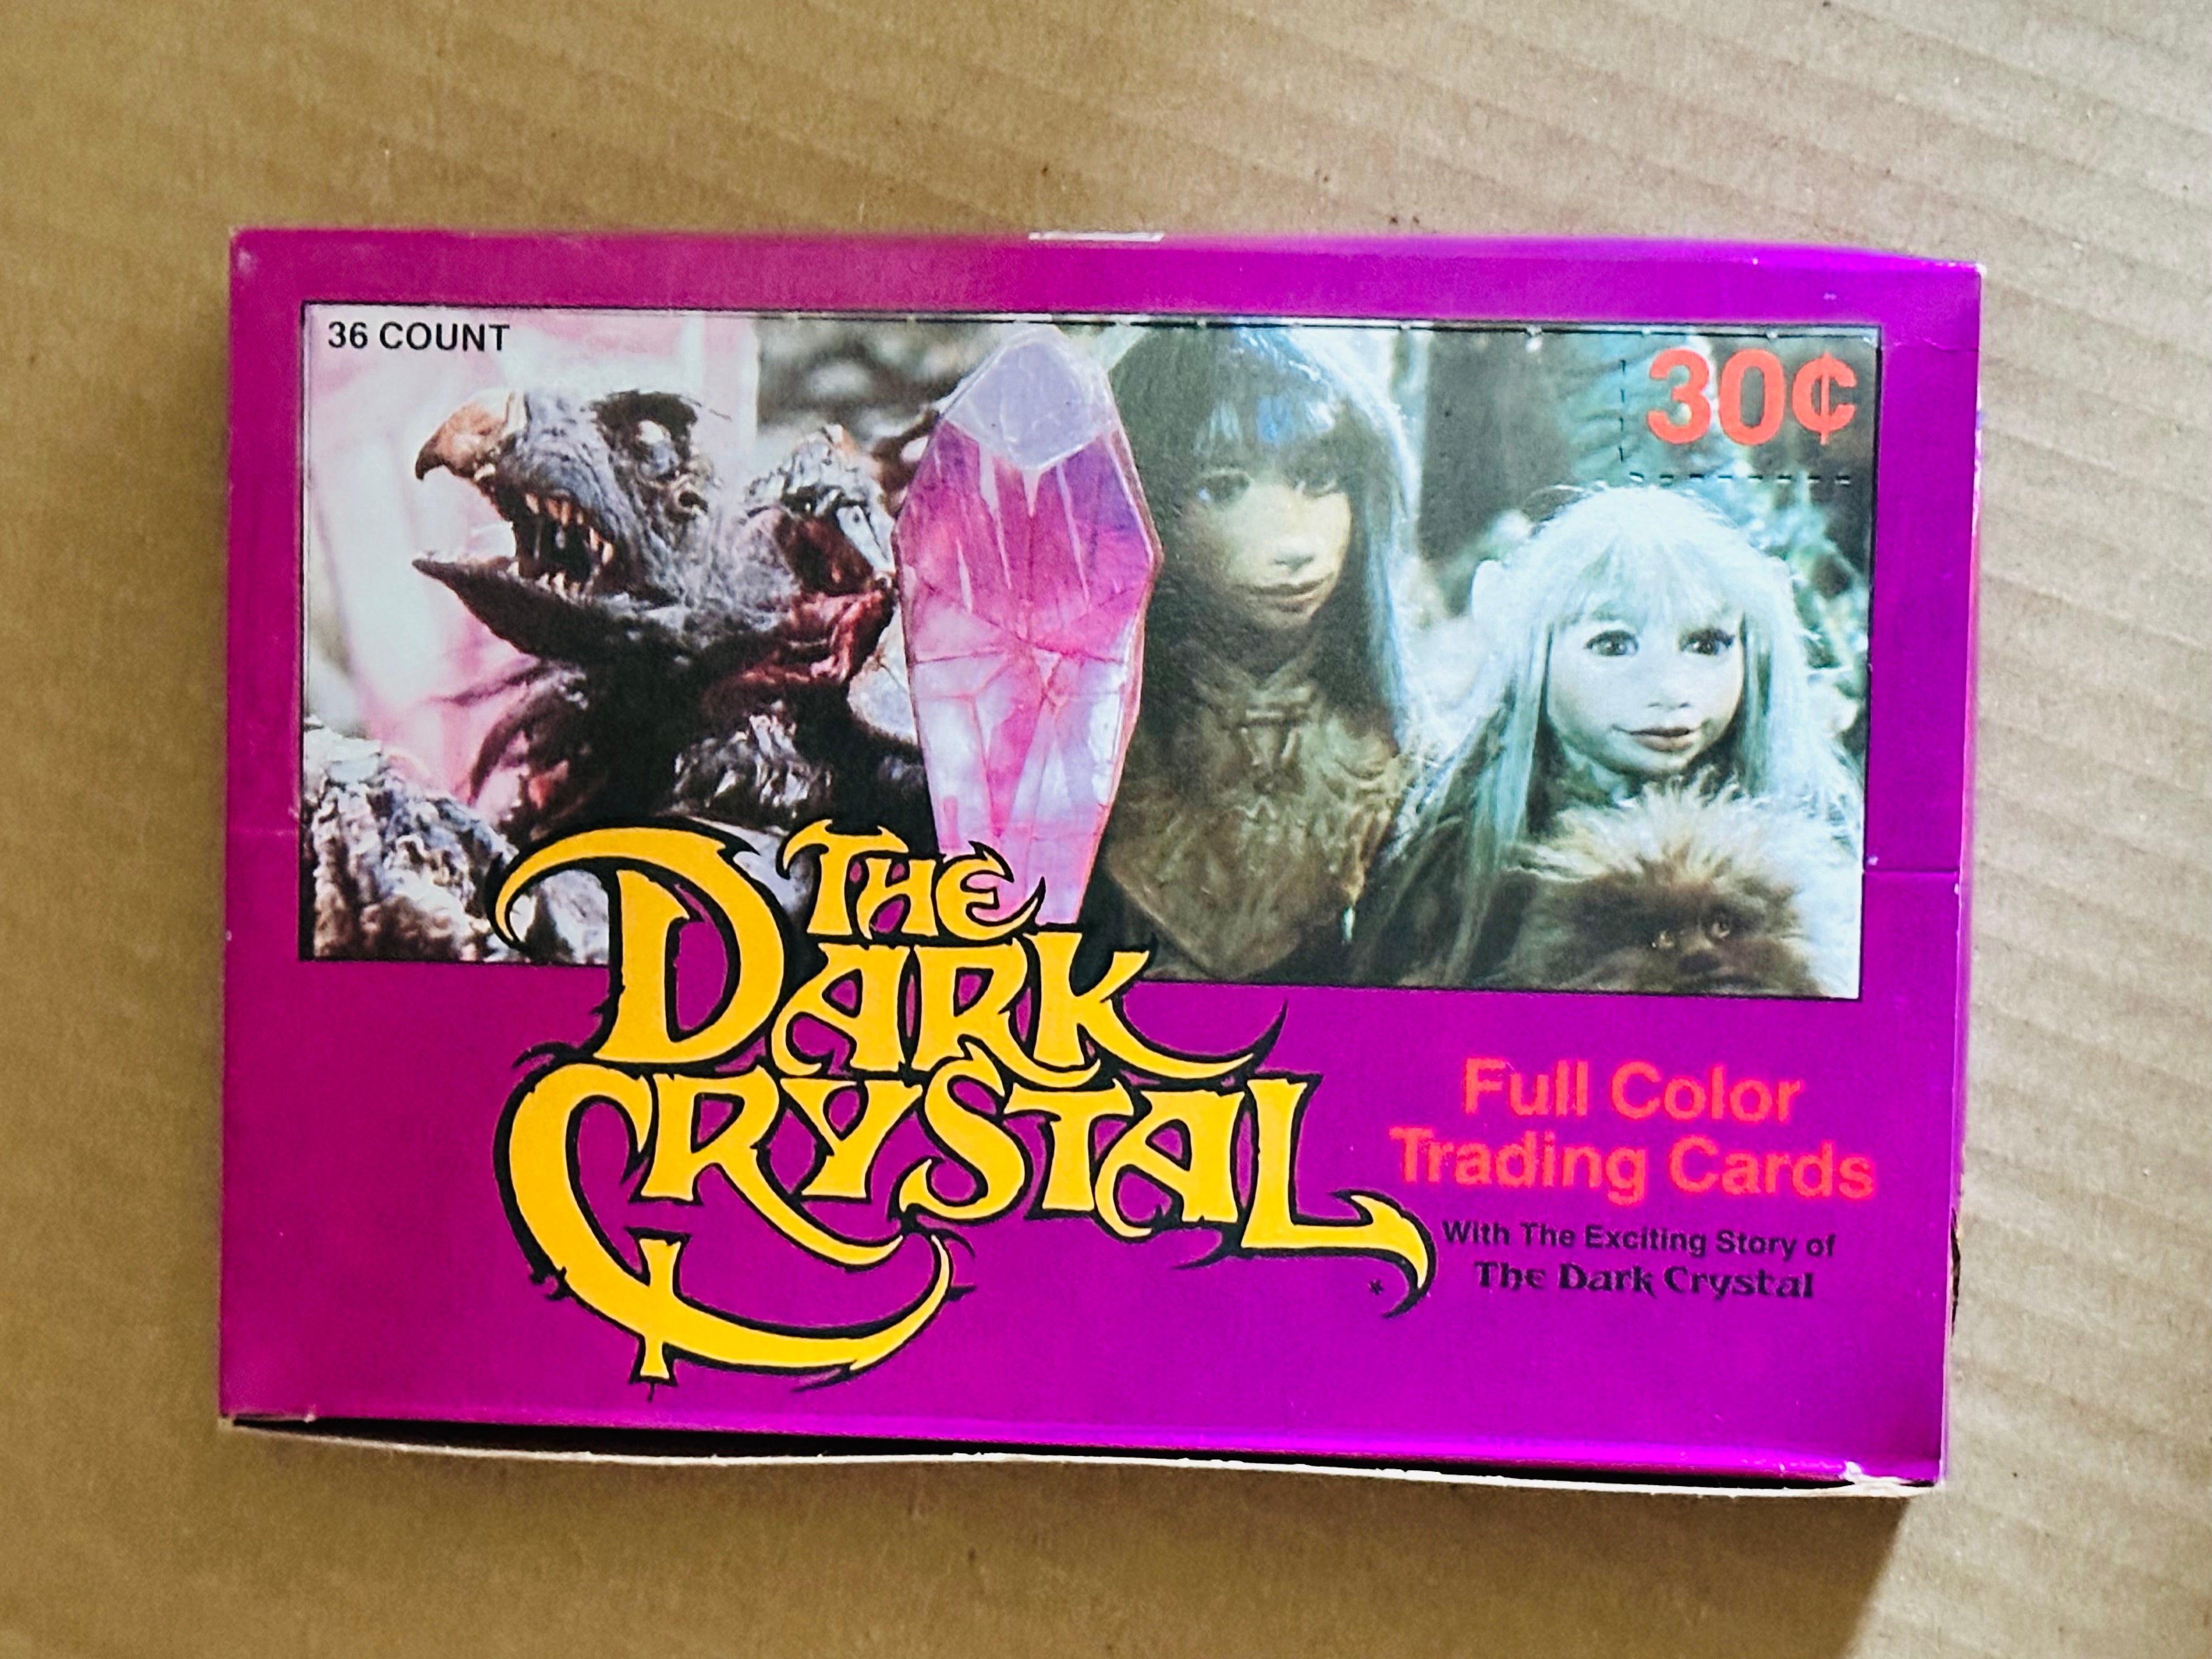 36 COUNT
30¢
THE
DARK
CRYSTAL
Full Color
Trading Cards
With The Exciting Story of
The Dark Crystal